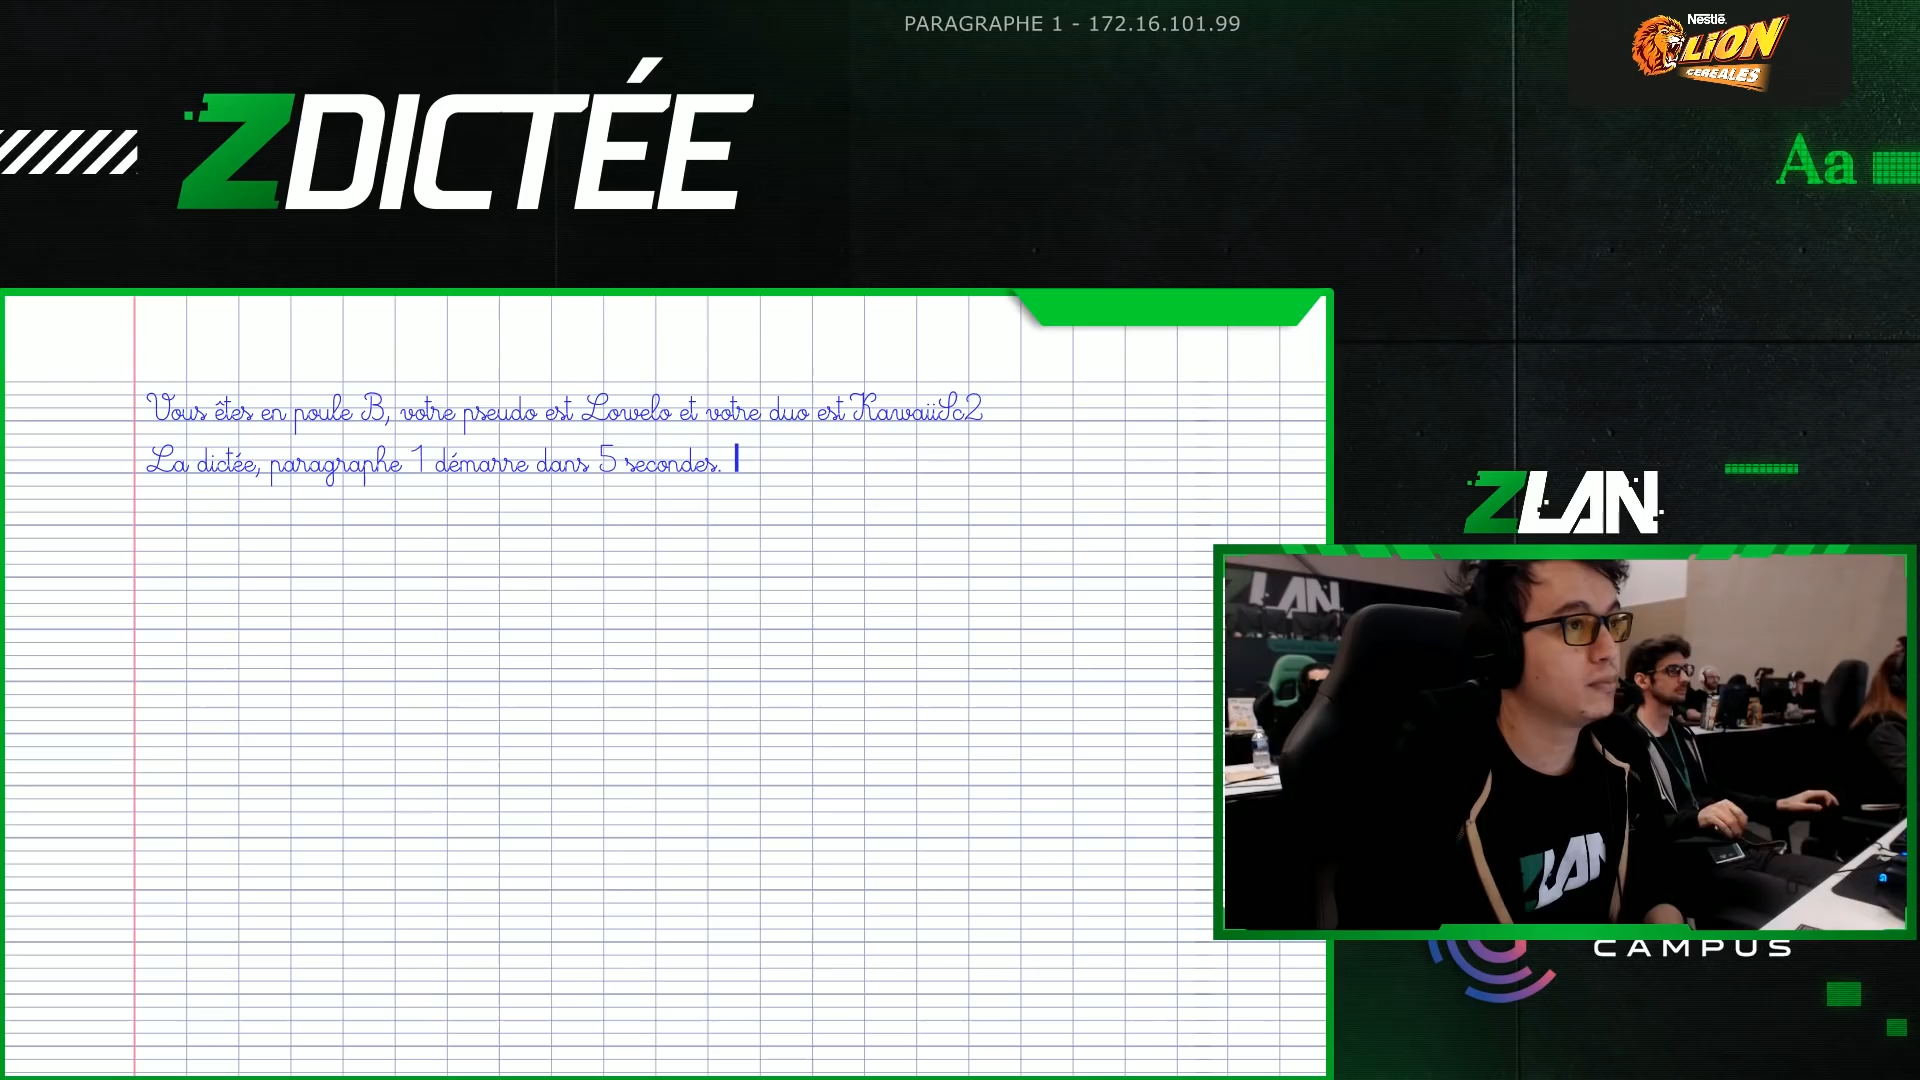 PARAGRAPHE 1 - 172.16.101.99
Nestlé
LION
CEREALES
ZDICTÉE
Aa
Vous êtes en poule B, votre pseudo est Lowelo et votre duo est KawaiiSc2
La dictée, paragraphe 1 démarre dans 5 secondes.
ZLAN
LAN
ZLAN
CAMPUS